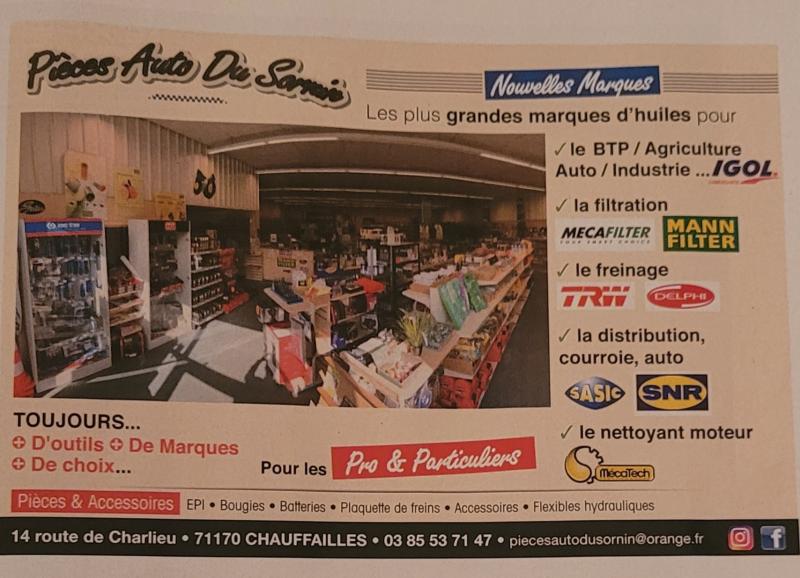 Pièces Auto Du Sornin
Nouvelles Marques
Les plus grandes marques d'huiles pour
✓ le BTP / Agriculture
Auto / Industrie ... IGOL
✓ la filtration
MECAFILTER
YOUR SMART CHOICE
MANN
FILTER
✓ le freinage
TRW DELPHI
✓ la distribution,
courroie, auto
SASIC SNR
✓ le nettoyant moteur
MécaTech
TOUJOURS...
D'outils De Marques
De choix...
Pour les Pro & Particuliers
Pièces & Accessoires EPI • Bougies • Batteries • Plaquette de freins • Accessoires • Flexibles hydrauliques
14 route de Charlieu • 71170 CHAUFFAILLES • 03 85 53 71 47 • piecesautodusornin@orange.fr